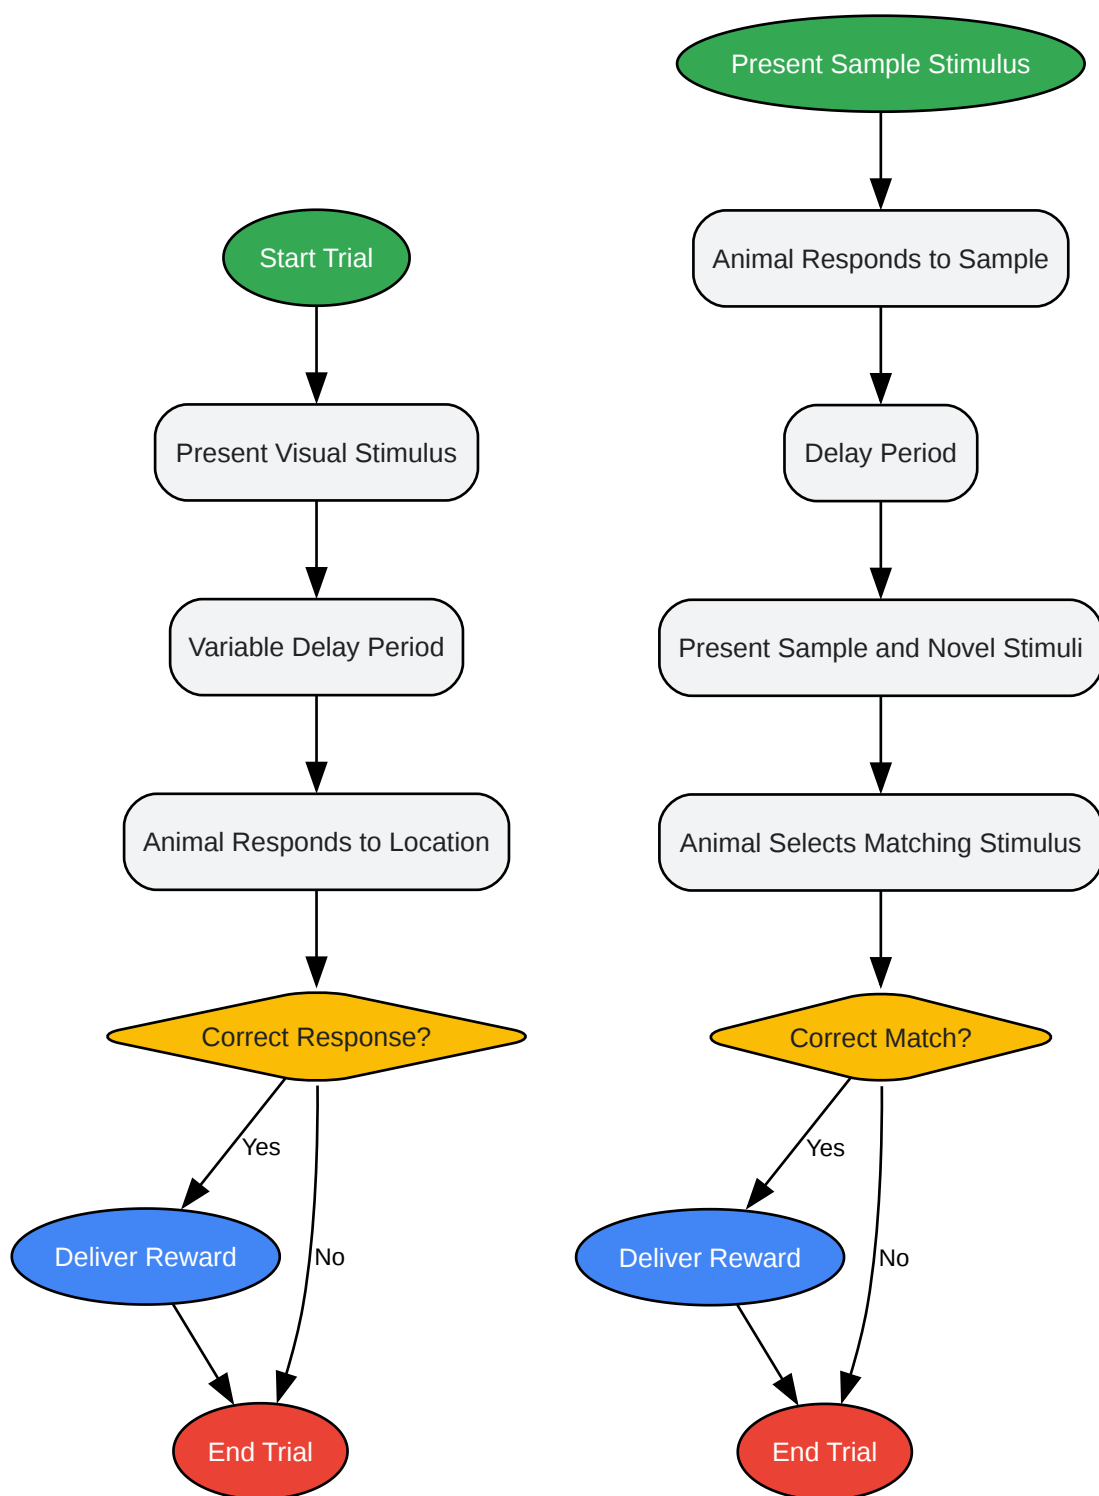 Start Trial
Present Visual Stimulus
Variable Delay Period
Animal Responds to Location
Correct Response?
Yes
No
Deliver Reward
End Trial
Present Sample Stimulus
Animal Responds to Sample
Delay Period
Present Sample and Novel Stimuli
Animal Selects Matching Stimulus
Correct Match?
Yes
No
Deliver Reward
End Trial